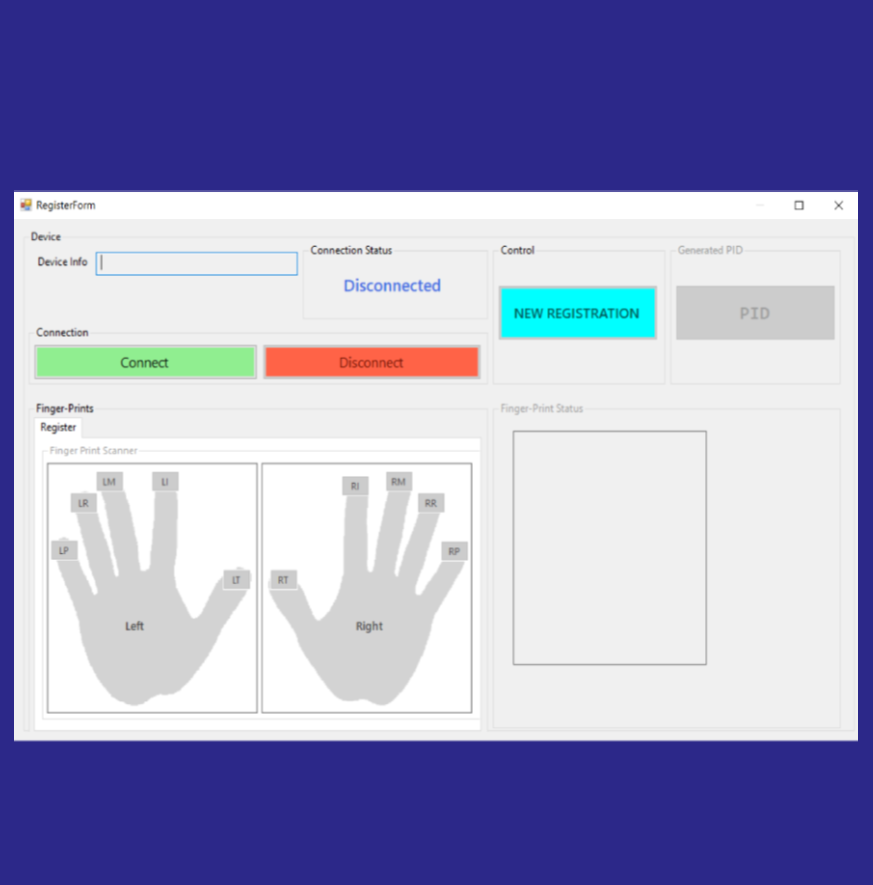 RegisterForm
Device
Device Info
Connection Status
Disconnected
Control
NEW REGISTRATION
Generated PID
PID
Connection
Connect
Disconnect
Finger-Prints
Register
Finger Print Scanner
LP
LR
LM
LI
LT
Left
RT
RI
RM
RR
RP
Right
Finger-Print Status